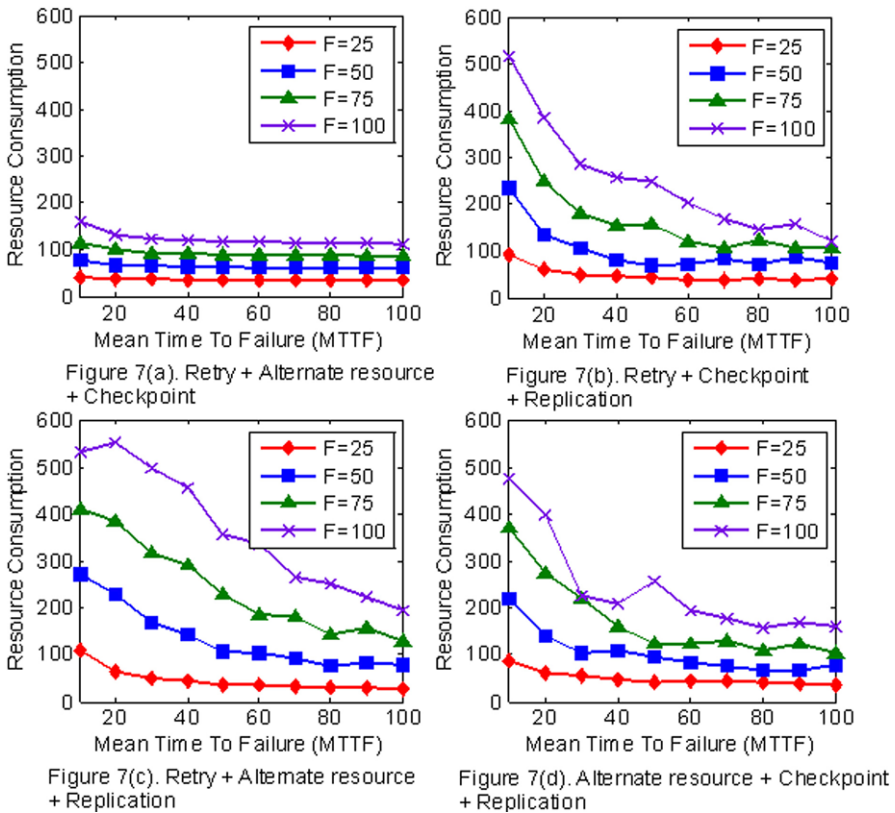 600
500
400
300
200
100
0
Resource Consumption
F=25
F=50
F=75
F=100
20 40 60 80 100
Mean Time To Failure (MTTF)
Figure 7(a). Retry + Alternate resource
+ Checkpoint
600
500
400
300
200
100
0
Resource Consumption
F=25
F=50
F=75
F=100
20 40 60 80 100
Mean Time To Failure (MTTF)
Figure 7(b). Retry + Checkpoint
+ Replication
600
500
400
300
200
100
0
Resource Consumption
F=25
F=50
F=75
F=100
20 40 60 80 100
Mean Time To Failure (MTTF)
Figure 7(c). Retry + Alternate resource
+ Replication
600
500
400
300
200
100
0
Resource Consumption
F=25
F=50
F=75
F=100
20 40 60 80 100
Mean Time To Failure (MTTF)
Figure 7(d). Alternate resource + Checkpoint
+ Replication